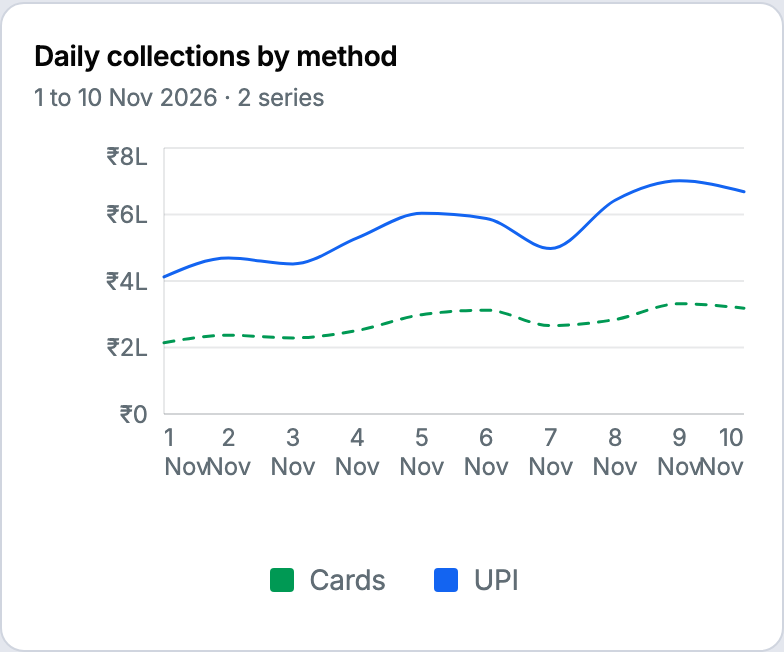 Daily collections by method
1 to 10 Nov 2026 · 2 series
₹8L
₹6L
₹4L
₹2L
₹0
1 2 3 4 5 6 7 8 9 10
Nov Nov Nov Nov Nov Nov Nov Nov Nov Nov
Cards UPI